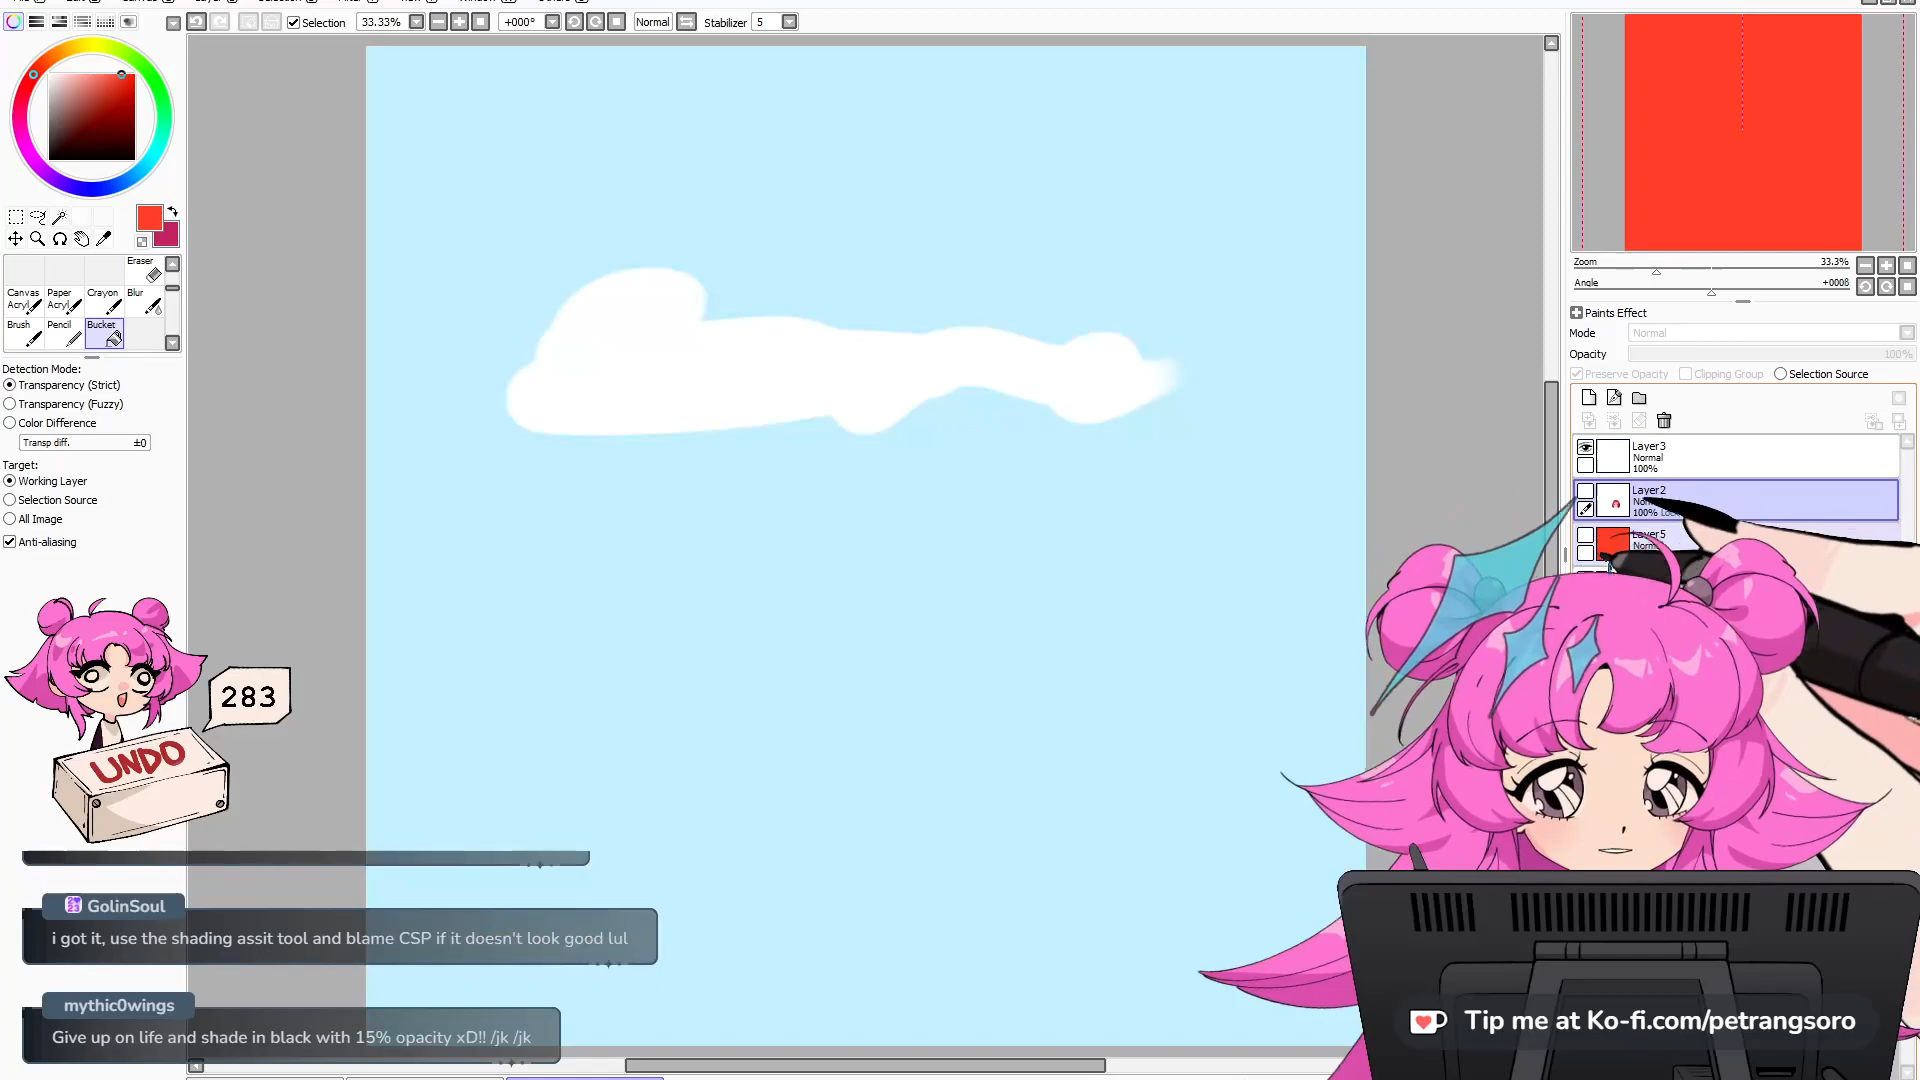 Selection
33.33%
+000°
Normal
Stabilizer
5
Eraser
Canvas
Acryl
Paper
Acryl
Crayon
Blur
Brush
Pencil
Bucket
Detection Mode:
Transparency (Strict)
Transparency (Fuzzy)
Color Difference
Transp diff.
±0
Target:
Working Layer
Selection Source
All Image
Anti-aliasing
283
UNDO
GolinSoul
i got it, use the shading assit tool and blame CSP if it doesn't look good lul
mythic0wings
Give up on life and shade in black with 15% opacity xD!! /jk /jk
Zoom
33.3%
Angle
+000ß
Paints Effect
Mode
Normal
Opacity
100%
Preserve Opacity
Clipping Group
Selection Source
Layer3
Normal
100%
Layer2
100%
Layer5
Tip me at Ko-fi.com/petrangsoro